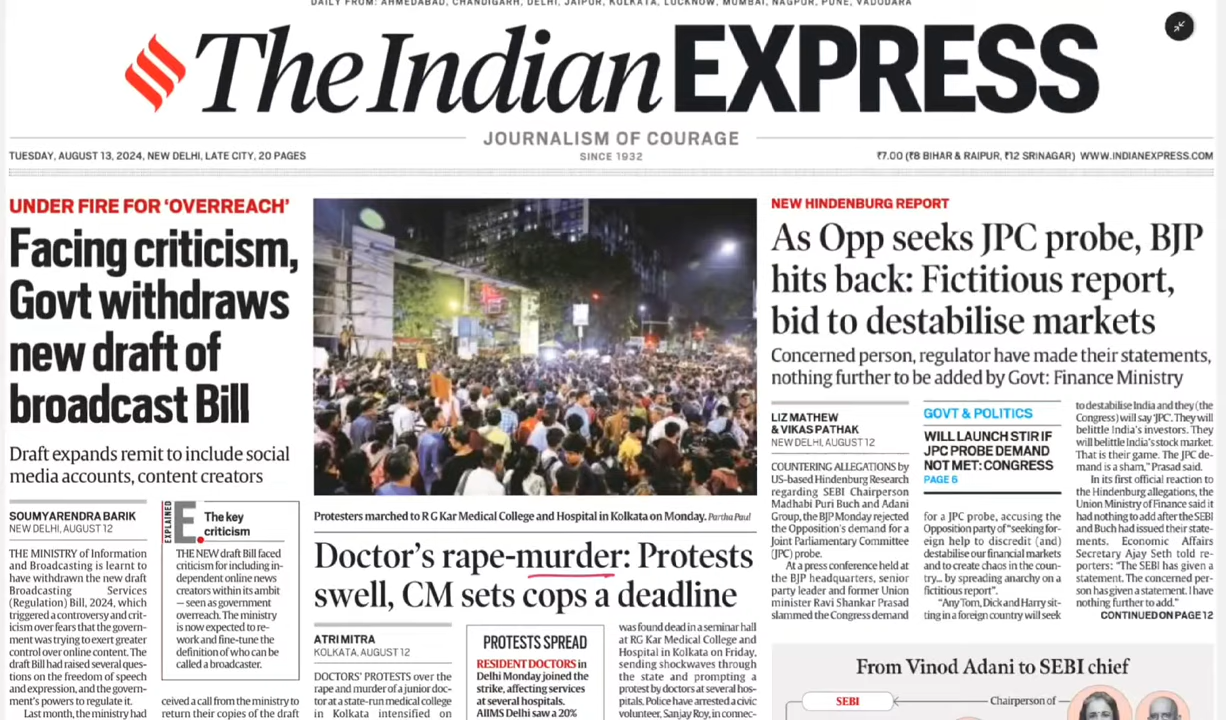 DAILY FROM: AHMEDABAD, CHANDIGARH, DELHI, JAIPUR, KOLKATA, LUCKNOW, MUMBAI, NAGPUR, PUNE, VADODARA
The Indian EXPRESS
JOURNALISM OF COURAGE
SINCE 1932
TUESDAY, AUGUST 13, 2024, NEW DELHI, LATE CITY, 20 PAGES
₹7.00 (₹8 BIHAR & RAIPUR, ₹12 SRINAGAR) WWW.INDIANEXPRESS.COM
UNDER FIRE FOR ‘OVERREACH’
Facing criticism,
Govt withdraws
new draft of
broadcast Bill
Draft expands remit to include social
media accounts, content creators
SOUMYARENDRA BARIK
NEW DELHI, AUGUST 12
THE MINISTRY of Information
and Broadcasting is learnt to
have withdrawn the new draft
Broadcasting Services
(Regulation) Bill, 2024, which
triggered a controversy and crit-
icism over fears that the govern-
ment was trying to exert greater
control over online content. The
draft Bill had raised several ques-
tions on the freedom of speech
and expression, and the govern-
ment's powers to regulate it.
Last month, the ministry had
EXPLAINED
E.
The key
criticism
THE NEW draft Bill faced
criticism for including in-
dependent online news
creators within its ambit
— seen as government
overreach. The ministry
is now expected to re-
work and fine-tune the
definition of who can be
called a broadcaster.
ceived a call from the ministry to
return their copies of the draft
Protesters marched to R G Kar Medical College and Hospital in Kolkata on Monday. Partha Paul
Doctor's rape-murder: Protests
swell, CM sets cops a deadline
ATRI MITRA
KOLKATA, AUGUST 12
DOCTORS' PROTESTS over the
rape and murder of a junior doc-
tor at a state-run medical college
in Kolkata intensified on
PROTESTS SPREAD
RESIDENT DOCTORS in
Delhi Monday joined the
strike, affecting services
at several hospitals.
AIIMS Delhi saw a 20%
was found dead in a seminar hall
at RG Kar Medical College and
Hospital in Kolkata on Friday,
sending shockwaves through
the state and prompting a
protest by doctors at several hos-
pitals. Police have arrested a civic
volunteer, Sanjay Roy, in connec-
NEW HINDENBURG REPORT
As Opp seeks JPC probe, BJP
hits back: Fictitious report,
bid to destabilise markets
Concerned person, regulator have made their statements,
nothing further to be added by Govt: Finance Ministry
LIZ MATHEW
& VIKAS PATHAK
NEW DELHI, AUGUST 12
COUNTERING ALLEGATIONS by
US-based Hindenburg Research
regarding SEBI Chairperson
Madhabi Puri Buch and Adani
Group, the BJP Monday rejected
the Opposition's demand for a
Joint Parliamentary Committee
(JPC) probe.
At a press conference held at
the BJP headquarters, senior
party leader and former Union
minister Ravi Shankar Prasad
slammed the Congress demand
GOVT & POLITICS
WILL LAUNCH STIR IF
JPC PROBE DEMAND
NOT MET: CONGRESS
PAGE 6
for a JPC probe, accusing the
Opposition party of “seeking for-
eign help to discredit (and)
destabilise our financial markets
and to create chaos in the coun-
try... by spreading anarchy on a
fictitious report”.
“Any Tom, Dick and Harry sit-
ting in a foreign country will seek
to destabilise India and they (the
Congress) will say ‘JPC’. They will
belittle India's investors. They
will belittle India's stock market.
That is their game. The JPC de-
mand is a sham,” Prasad said.
In its first official reaction to
the Hindenburg allegations, the
Union Ministry of Finance said it
had nothing to add after the SEBI
and Buch had issued their state-
ments. Economic Affairs
Secretary Ajay Seth told re-
porters: “The SEBI has given a
statement. The concerned per-
son has given a statement. I have
nothing further to add.”
CONTINUED ON PAGE 12
From Vinod Adani to SEBI chief
SEBI
Chairperson of